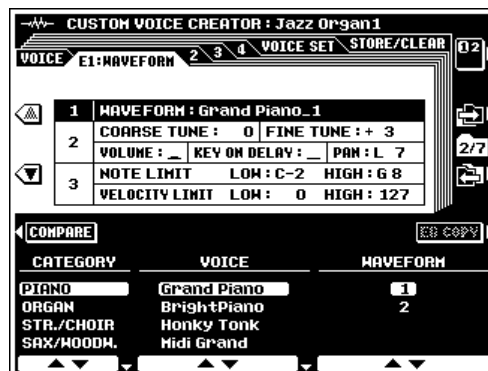 CUSTOM VOICE CREATOR : Jazz Organ1
VOICE E1:WAVEFORM 2 3 4 VOICE SET STORE/CLEAR
1 WAVEFORM : Grand Piano_1
2 COARSE TUNE : 0 FINE TUNE : + 3
VOLUME : _ KEY ON DELAY : _ PAN : L 7
2/7
3 NOTE LIMIT LOW : C-2 HIGH : G 8
VELOCITY LIMIT LOW : 0 HIGH : 127
COMPARE EG COPY
CATEGORY VOICE WAVEFORM
PIANO Grand Piano 1
ORGAN BrightPiano 2
STR./CHOIR Honky Tonk
SAX/WOODW. Midi Grand